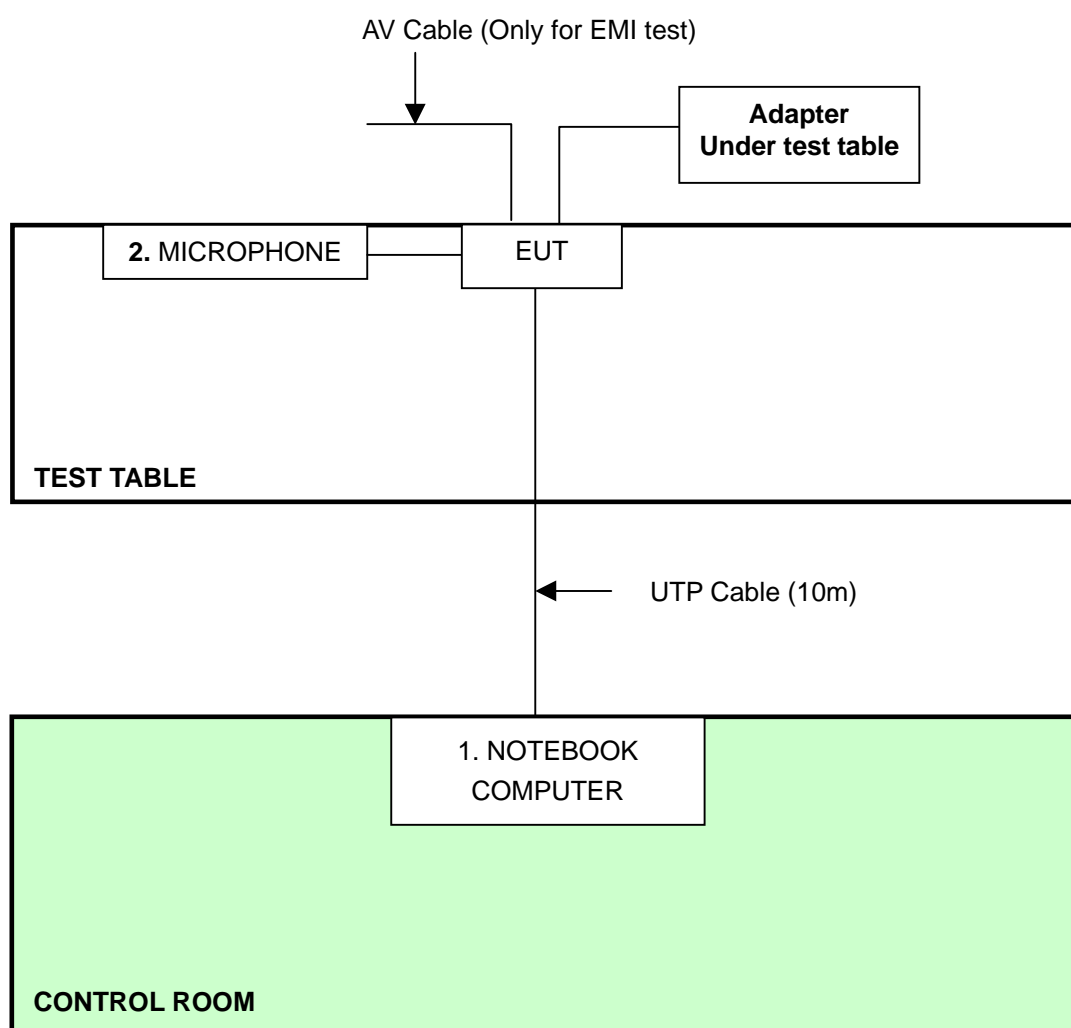 AV Cable (Only for EMI test)
Adapter
Under test table
2. MICROPHONE
EUT
TEST TABLE
UTP Cable (10m)
1. NOTEBOOK
COMPUTER
CONTROL ROOM